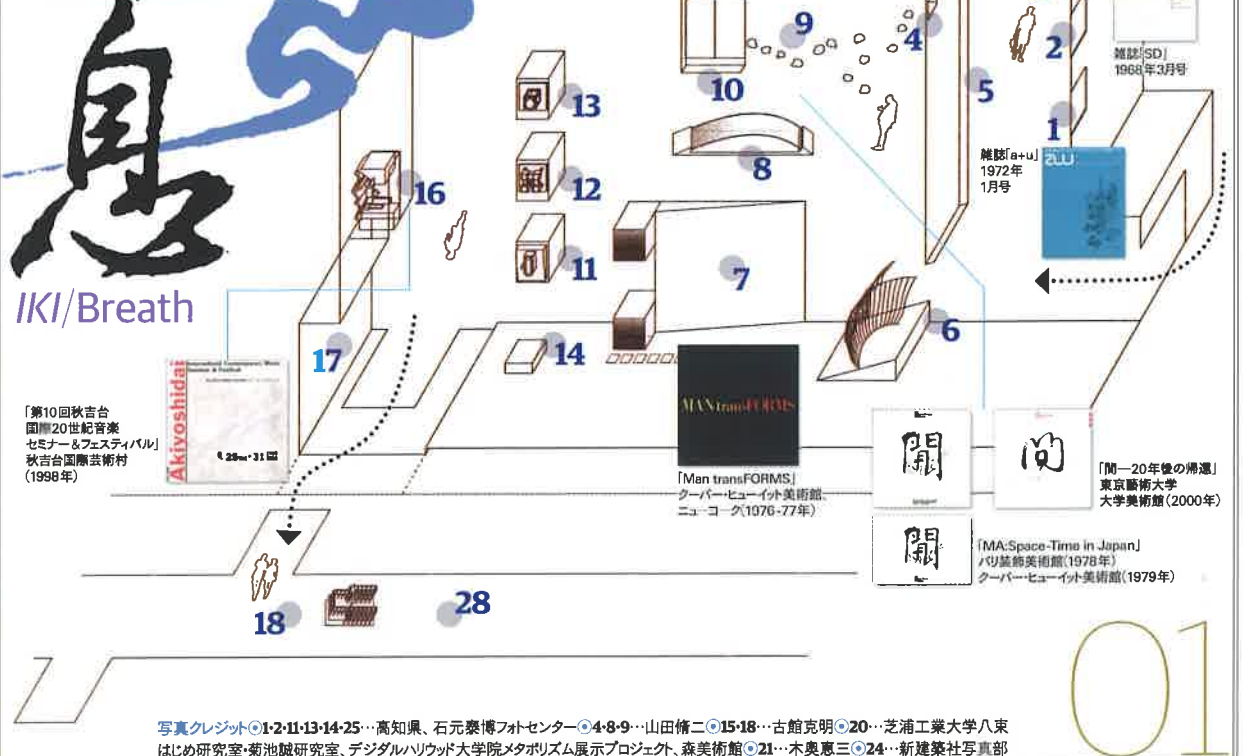 息
IKI/Breath
13
12
11
16
17
14
10
9
8
7
4
5
6
2
1
18
28
雑誌「SD」
1968年3月号
雑誌「a+u」
1972年
1月号
a+u
「第10回秋吉台
国際20世紀音楽
セミナー&フェスティバル」
秋吉台国際芸術村
(1998年)
Akiyoshidai
International Contemporary Music
Seminar & Festival
MAN transFORMS
「Man transFORMS」
クーパー・ヒューイット美術館、
ニューヨーク(1976-77年)
間
間
間
「間—20年後の帰還」
東京藝術大学
大学美術館(2000年)
「MA:Space-Time in Japan」
パリ装飾美術館(1978年)
クーパー・ヒューイット美術館(1979年)
01
写真クレジット⦿1・2・11・13・14・25…高知県、石元泰博フォトセンター⦿4・8・9…山田脩二⦿15・18…古館克明⦿20…芝浦工業大学八束
はじめ研究室・菊池誠研究室、デジタルハリウッド大学院メタボリズム展示プロジェクト、森美術館⦿21…木奥惠三⦿24…新建築社写真部